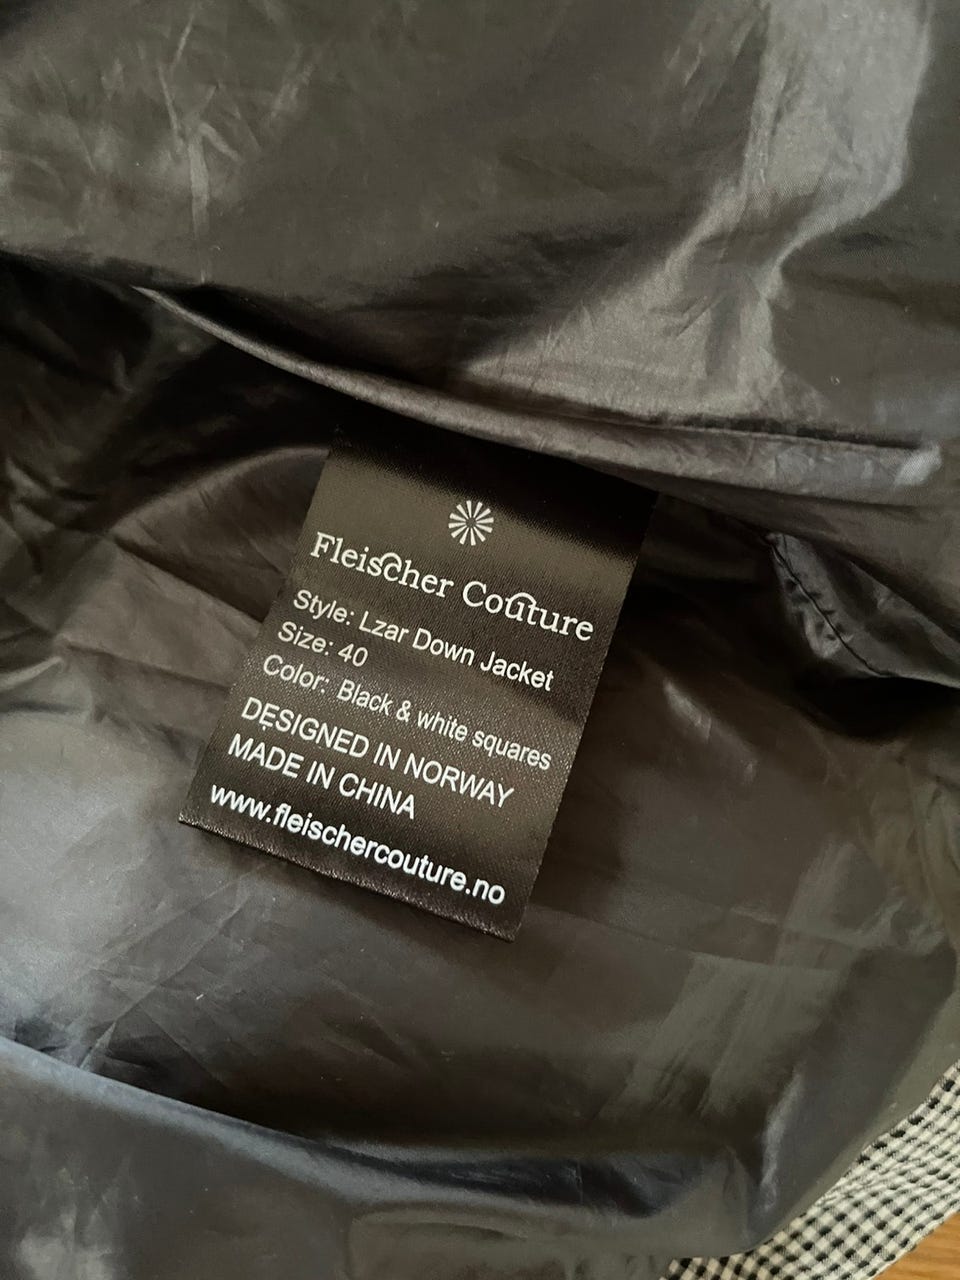 Fleischer Couture
Style: Lzar Down Jacket
Size: 40
Color: Black & white squares
DESIGNED IN NORWAY
MADE IN CHINA
www.fleischercouture.no